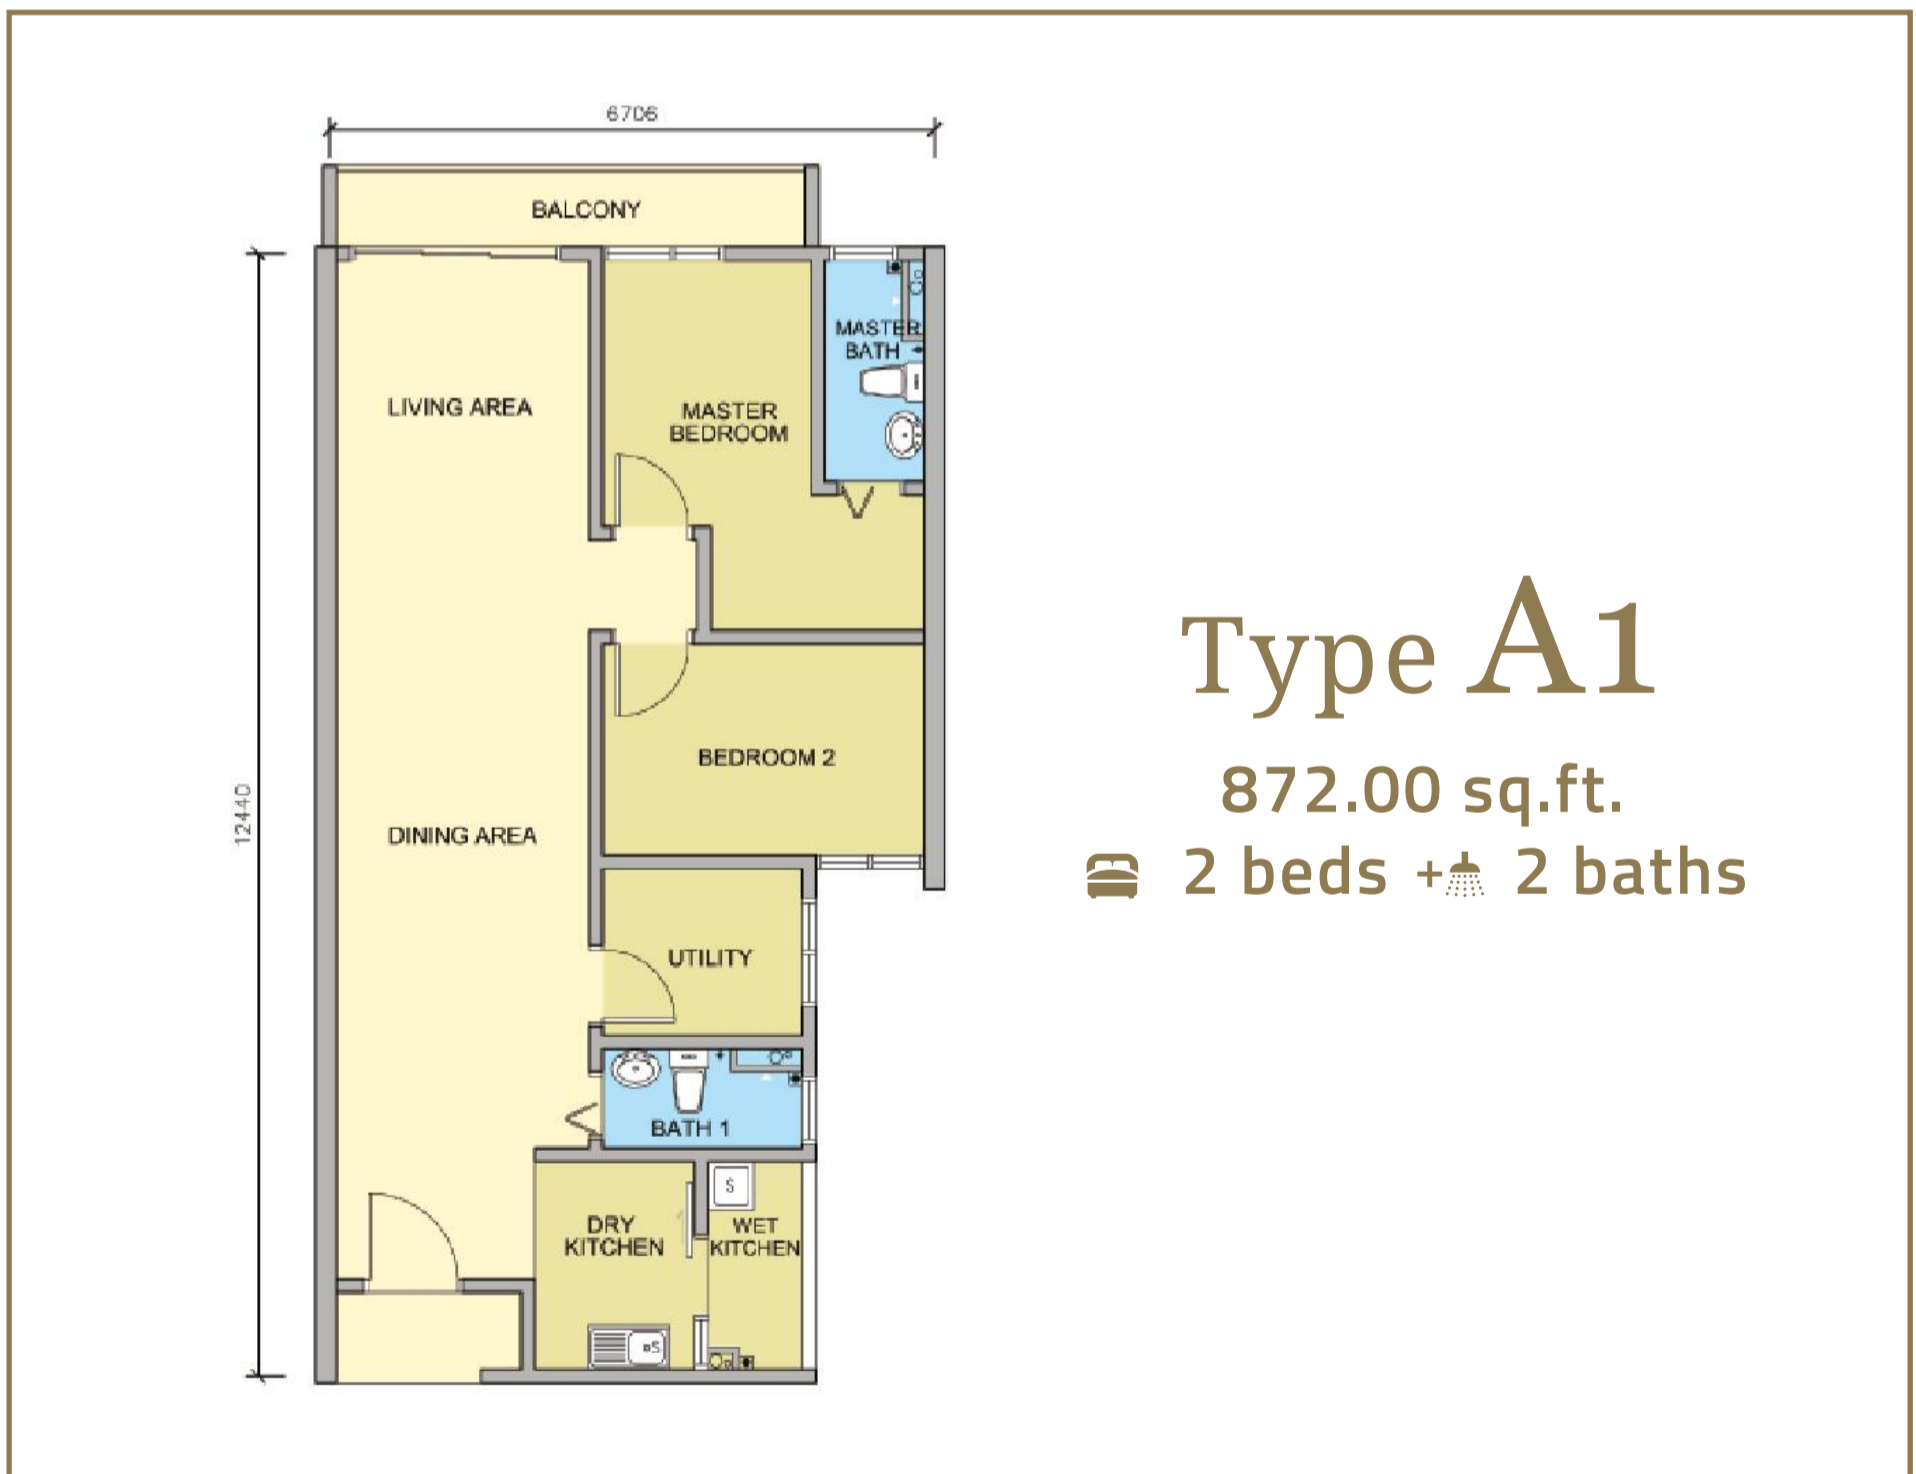 6706
BALCONY
MASTER
BATH
LIVING AREA
MASTER
BEDROOM
12440
BEDROOM 2
DINING AREA
UTILITY
BATH 1
S
DRY
KITCHEN
WET
KITCHEN
S
Type A1
872.00 sq.ft.
2 beds + 2 baths